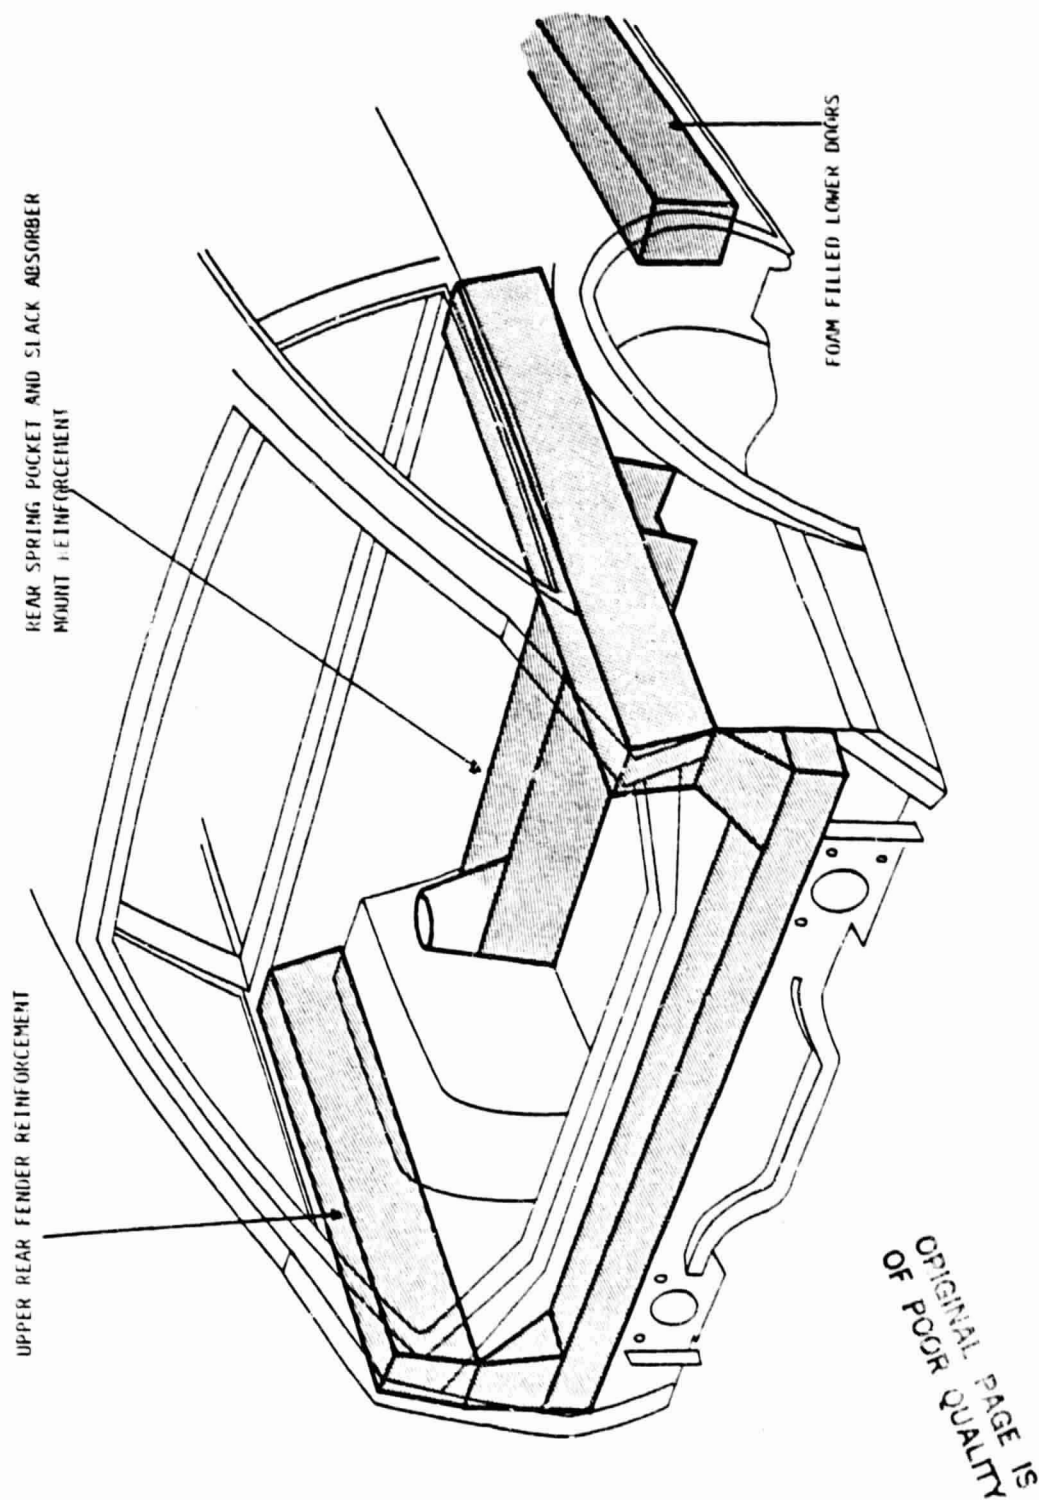 REAR SPRING POCKET AND SLACK ABSORBER
MOUNT REINFORCEMENT
UPPER REAR FENDER REINFORCEMENT
FOAM FILLED LOWER DOORS
ORIGINAL PAGE IS
OF POOR QUALITY